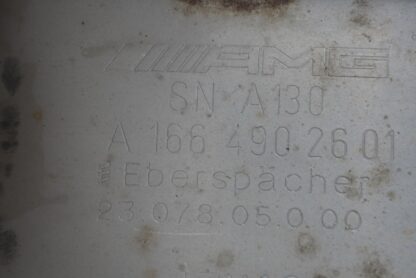 AMG
SN A130
A 166 490 26 01
Eberspächer
23.078.05.0.00